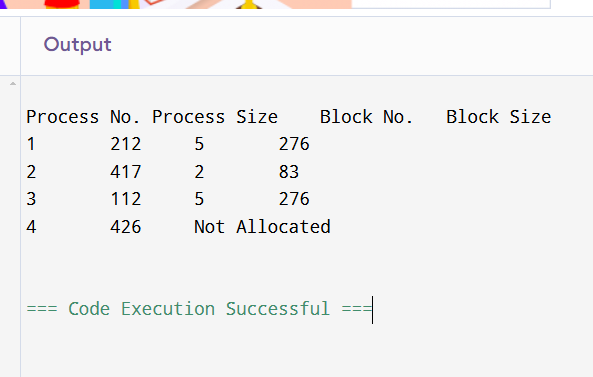 Output
Process No. Process Size    Block No.   Block Size
1       212     5       276
2       417     2       83
3       112     5       276
4       426     Not Allocated
=== Code Execution Successful ===